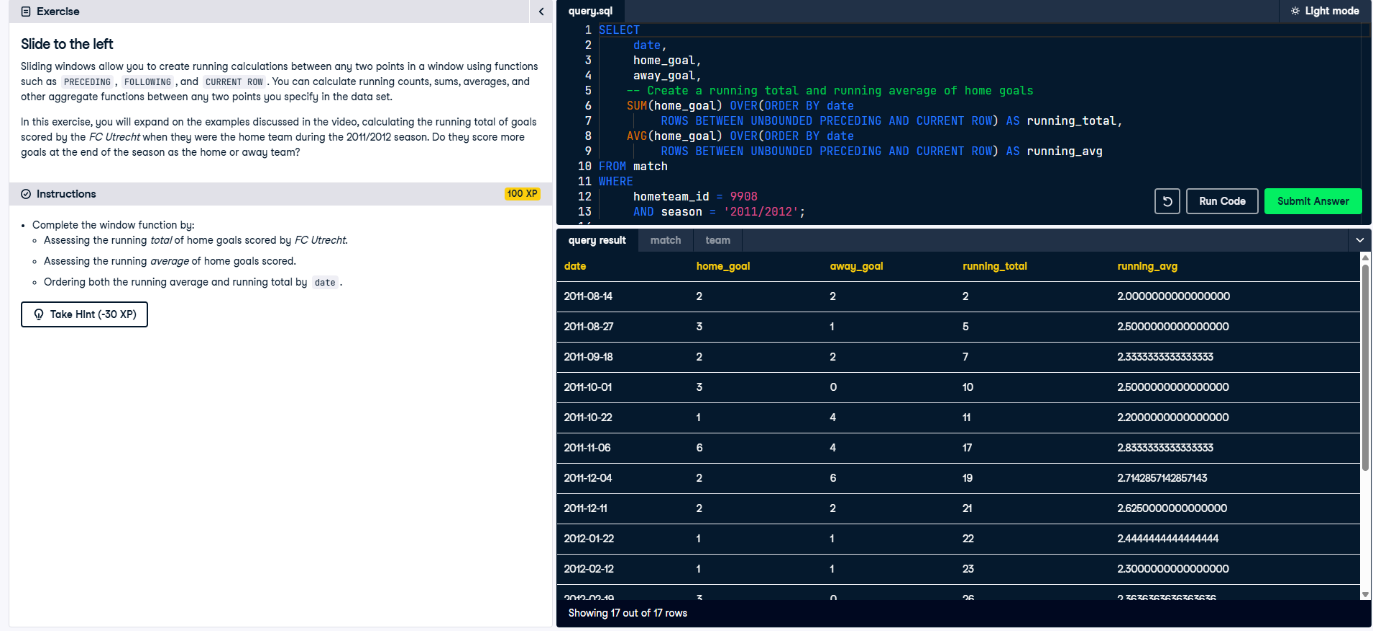 Exercise
Slide to the left
Sliding windows allow you to create running calculations between any two points in a window using functions
such as PRECEDING, FOLLOWING, and CURRENT ROW. You can calculate running counts, sums, averages, and
other aggregate functions between any two points you specify in the data set.
In this exercise, you will expand on the examples discussed in the video, calculating the running total of goals
scored by the FC Utrecht when they were the home team during the 2011/2012 season. Do they score more
goals at the end of the season as the home or away team?
Instructions
100 XP
Complete the window function by:
Assessing the running total of home goals scored by FC Utrecht.
Assessing the running average of home goals scored.
Ordering both the running average and running total by date.
Take Hint (-30 XP)
query.sql
Light mode
1 SELECT
2 date,
3 home_goal,
4 away_goal,
5 -- Create a running total and running average of home goals
6 SUM(home_goal) OVER(ORDER BY date
7 ROWS BETWEEN UNBOUNDED PRECEDING AND CURRENT ROW) AS running_total,
8 AVG(home_goal) OVER(ORDER BY date
9 ROWS BETWEEN UNBOUNDED PRECEDING AND CURRENT ROW) AS running_avg
10 FROM match
11 WHERE
12 hometeam_id = 9908
13 AND season = '2011/2012';
Run Code
Submit Answer
query result match team
date home_goal away_goal running_total running_avg
2011-08-14 2 2 2 2.0000000000000000
2011-08-27 3 1 5 2.5000000000000000
2011-09-18 2 2 7 2.3333333333333333
2011-10-01 3 0 10 2.5000000000000000
2011-10-22 1 4 11 2.2000000000000000
2011-11-06 6 4 17 2.8333333333333333
2011-12-04 2 6 19 2.7142857142857143
2011-12-11 2 2 21 2.6250000000000000
2012-01-22 1 1 22 2.4444444444444444
2012-02-12 1 1 23 2.3000000000000000
2012-02-19 3 0 26 2.3636363636363636
Showing 17 out of 17 rows